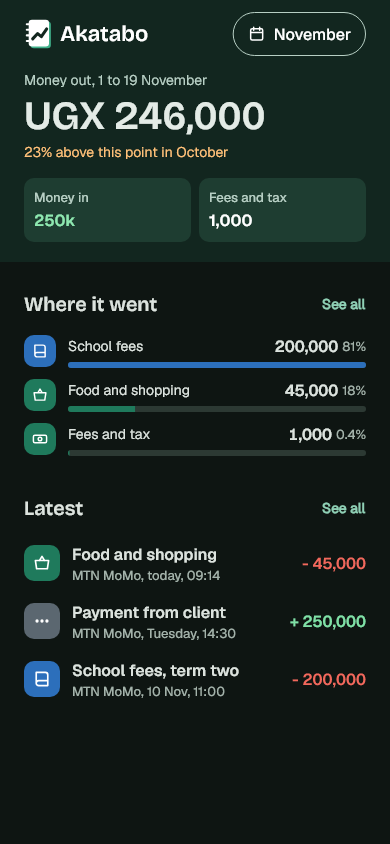 Akatabo
November
Money out, 1 to 19 November
UGX 246,000
23% above this point in October
Money in
250k
Fees and tax
1,000
Where it went
See all
School fees
200,000 81%
Food and shopping
45,000 18%
Fees and tax
1,000 0.4%
Latest
See all
Food and shopping
- 45,000
MTN MoMo, today, 09:14
Payment from client
+ 250,000
MTN MoMo, Tuesday, 14:30
School fees, term two
- 200,000
MTN MoMo, 10 Nov, 11:00